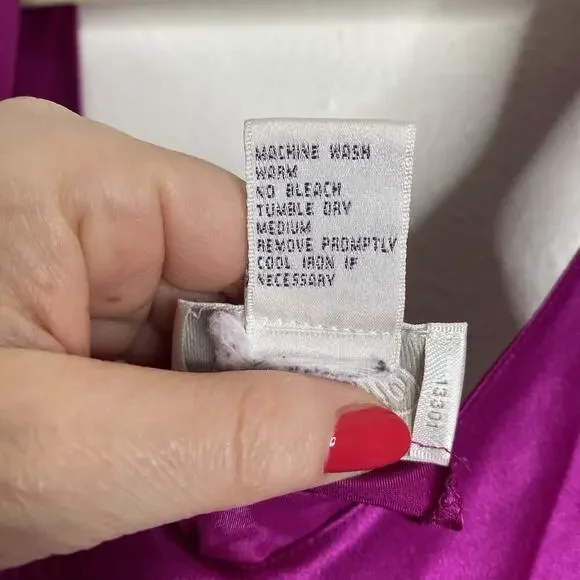 MACHINE WASH
WARM
NO BLEACH
TUMBLE DRY
MEDIUM
REMOVE PROMPTLY
COOL IRON IF
NECESSARY
13301